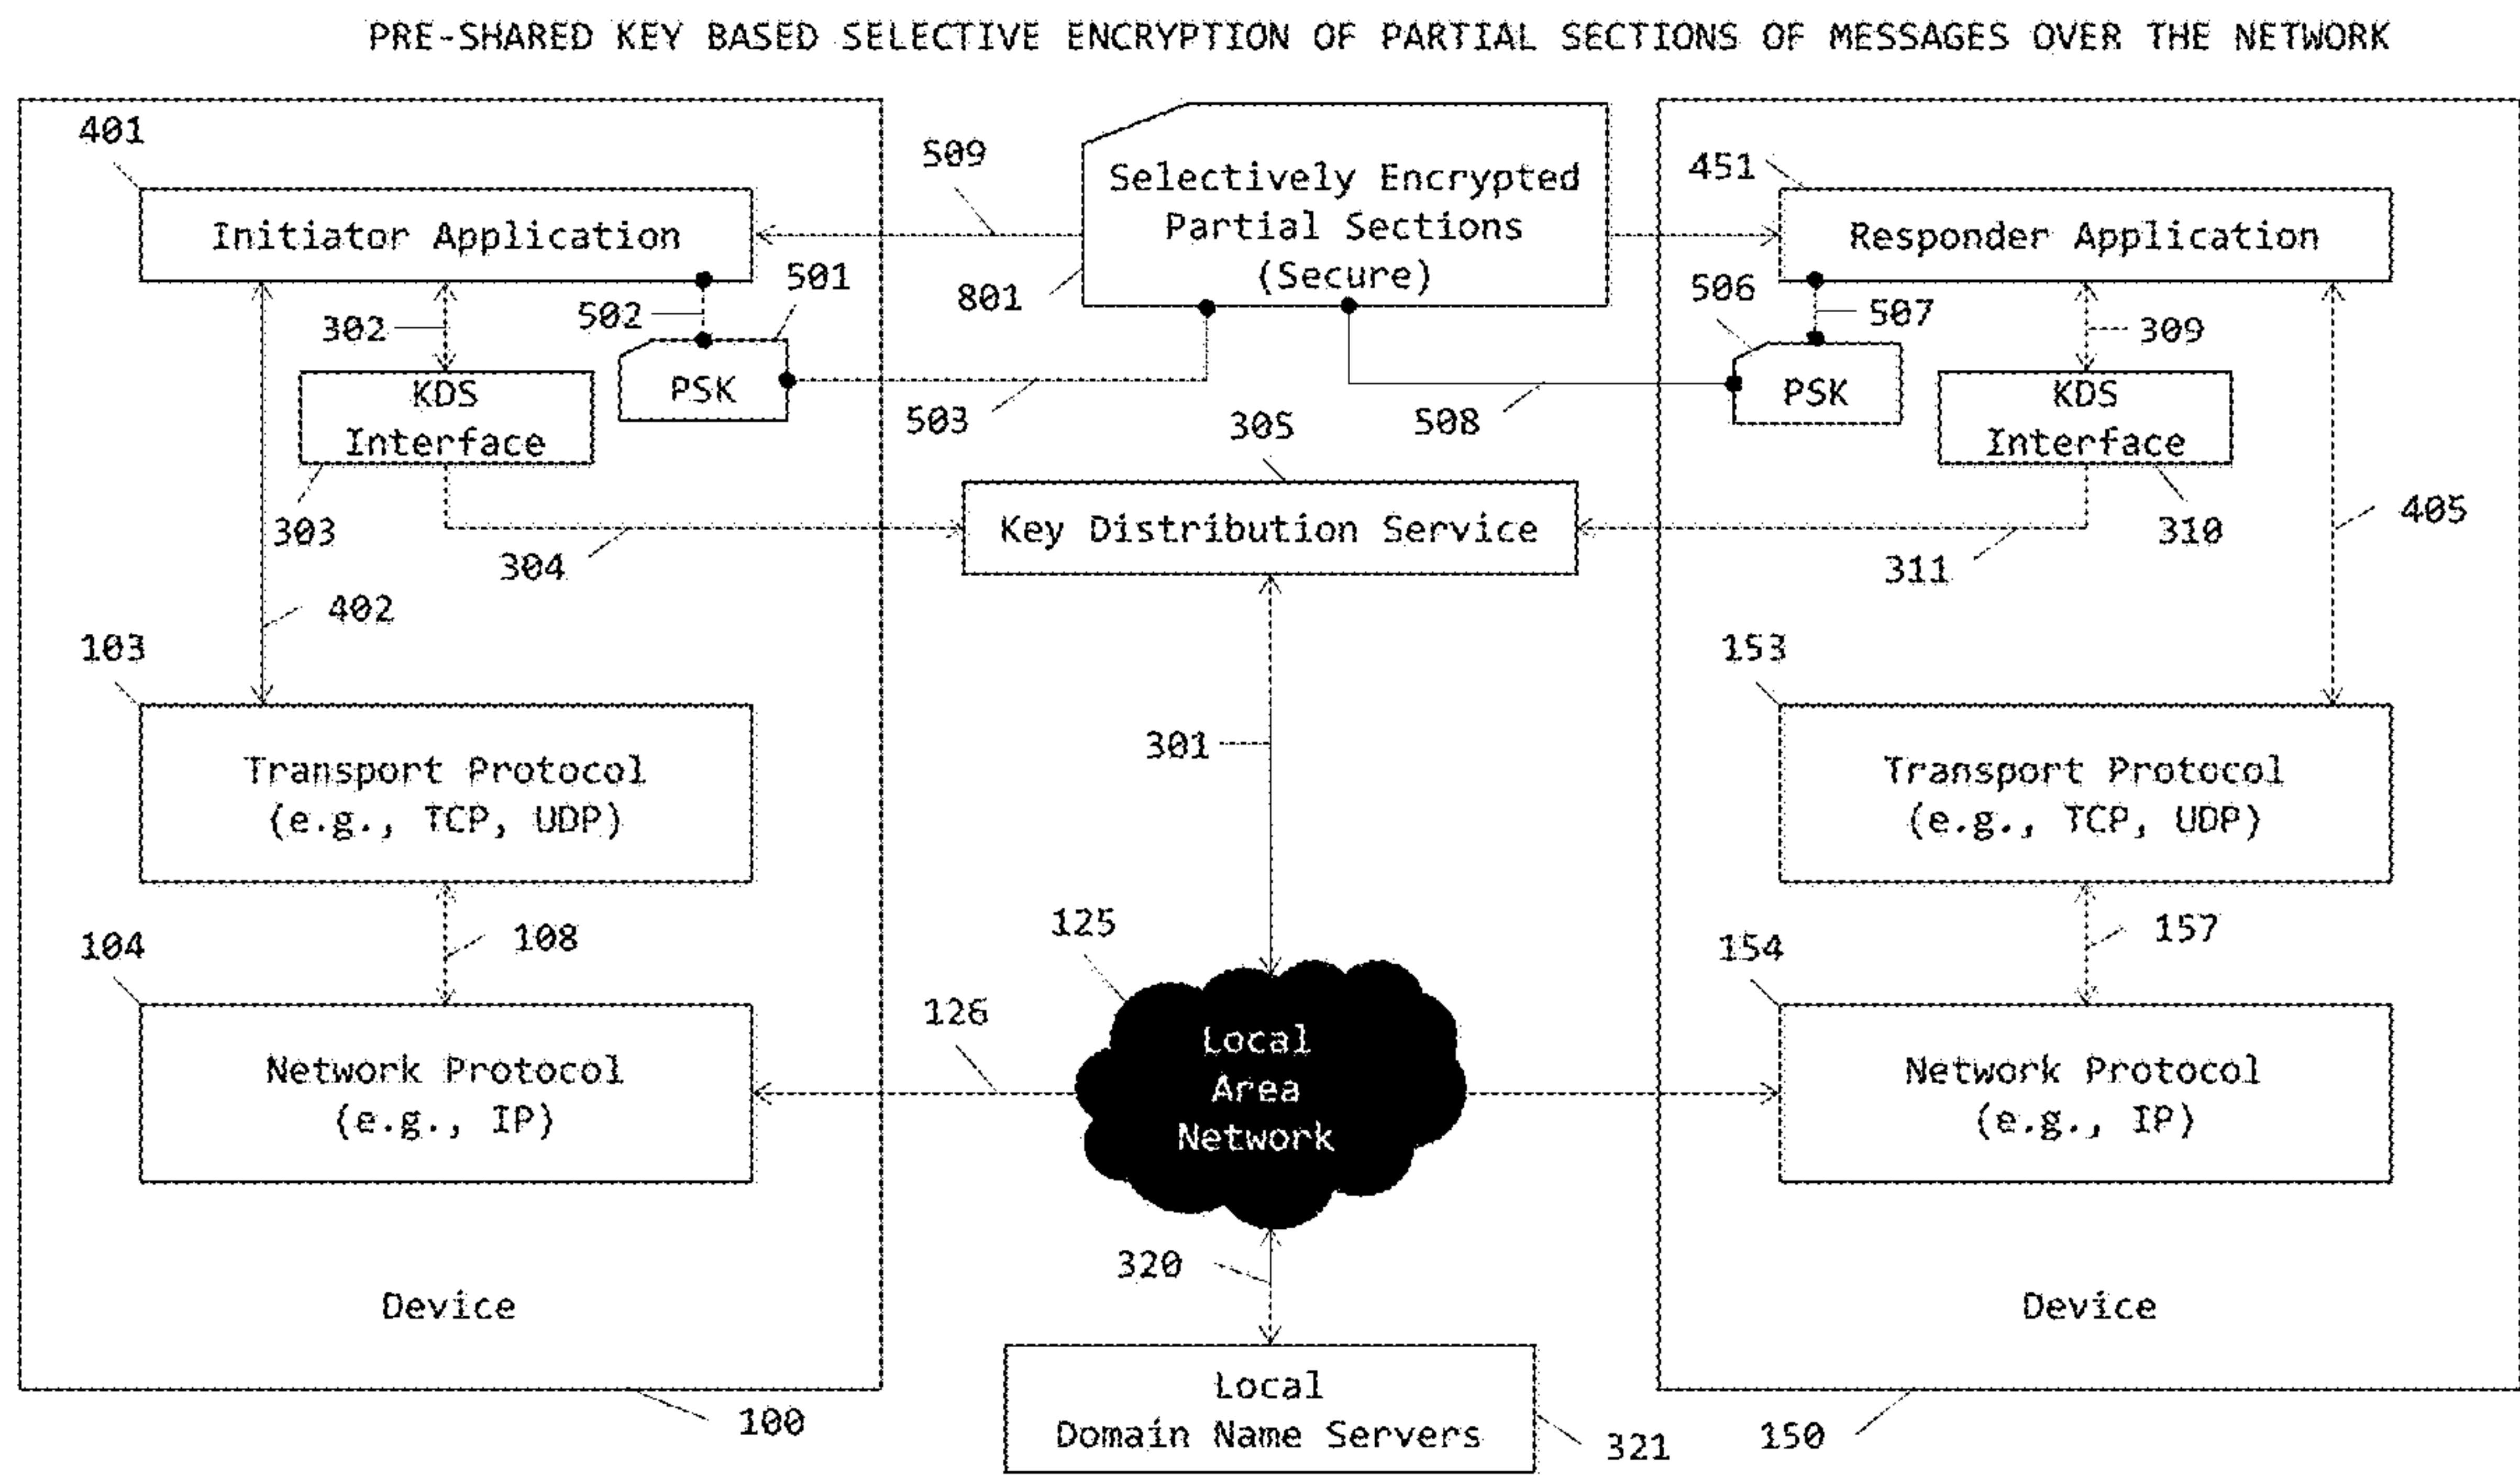 PRE-SHARED KEY BASED SELECTIVE ENCRYPTION OF PARTIAL SECTIONS OF MESSAGES OVER THE NETWORK
401
Initiator Application
302
502
501
KDS
Interface
PSK
303
304
402
103
Transport Protocol
(e.g., TCP, UDP)
108
104
Network Protocol
(e.g., IP)
Device
100
509
Selectively Encrypted
Partial Sections
(Secure)
801
503
508
305
Key Distribution Service
301
125
126
Local
Area
Network
320
Local
Domain Name Servers
321
451
Responder Application
506
507
309
PSK
KDS
Interface
310
311
405
153
Transport Protocol
(e.g., TCP, UDP)
157
154
Network Protocol
(e.g., IP)
Device
150